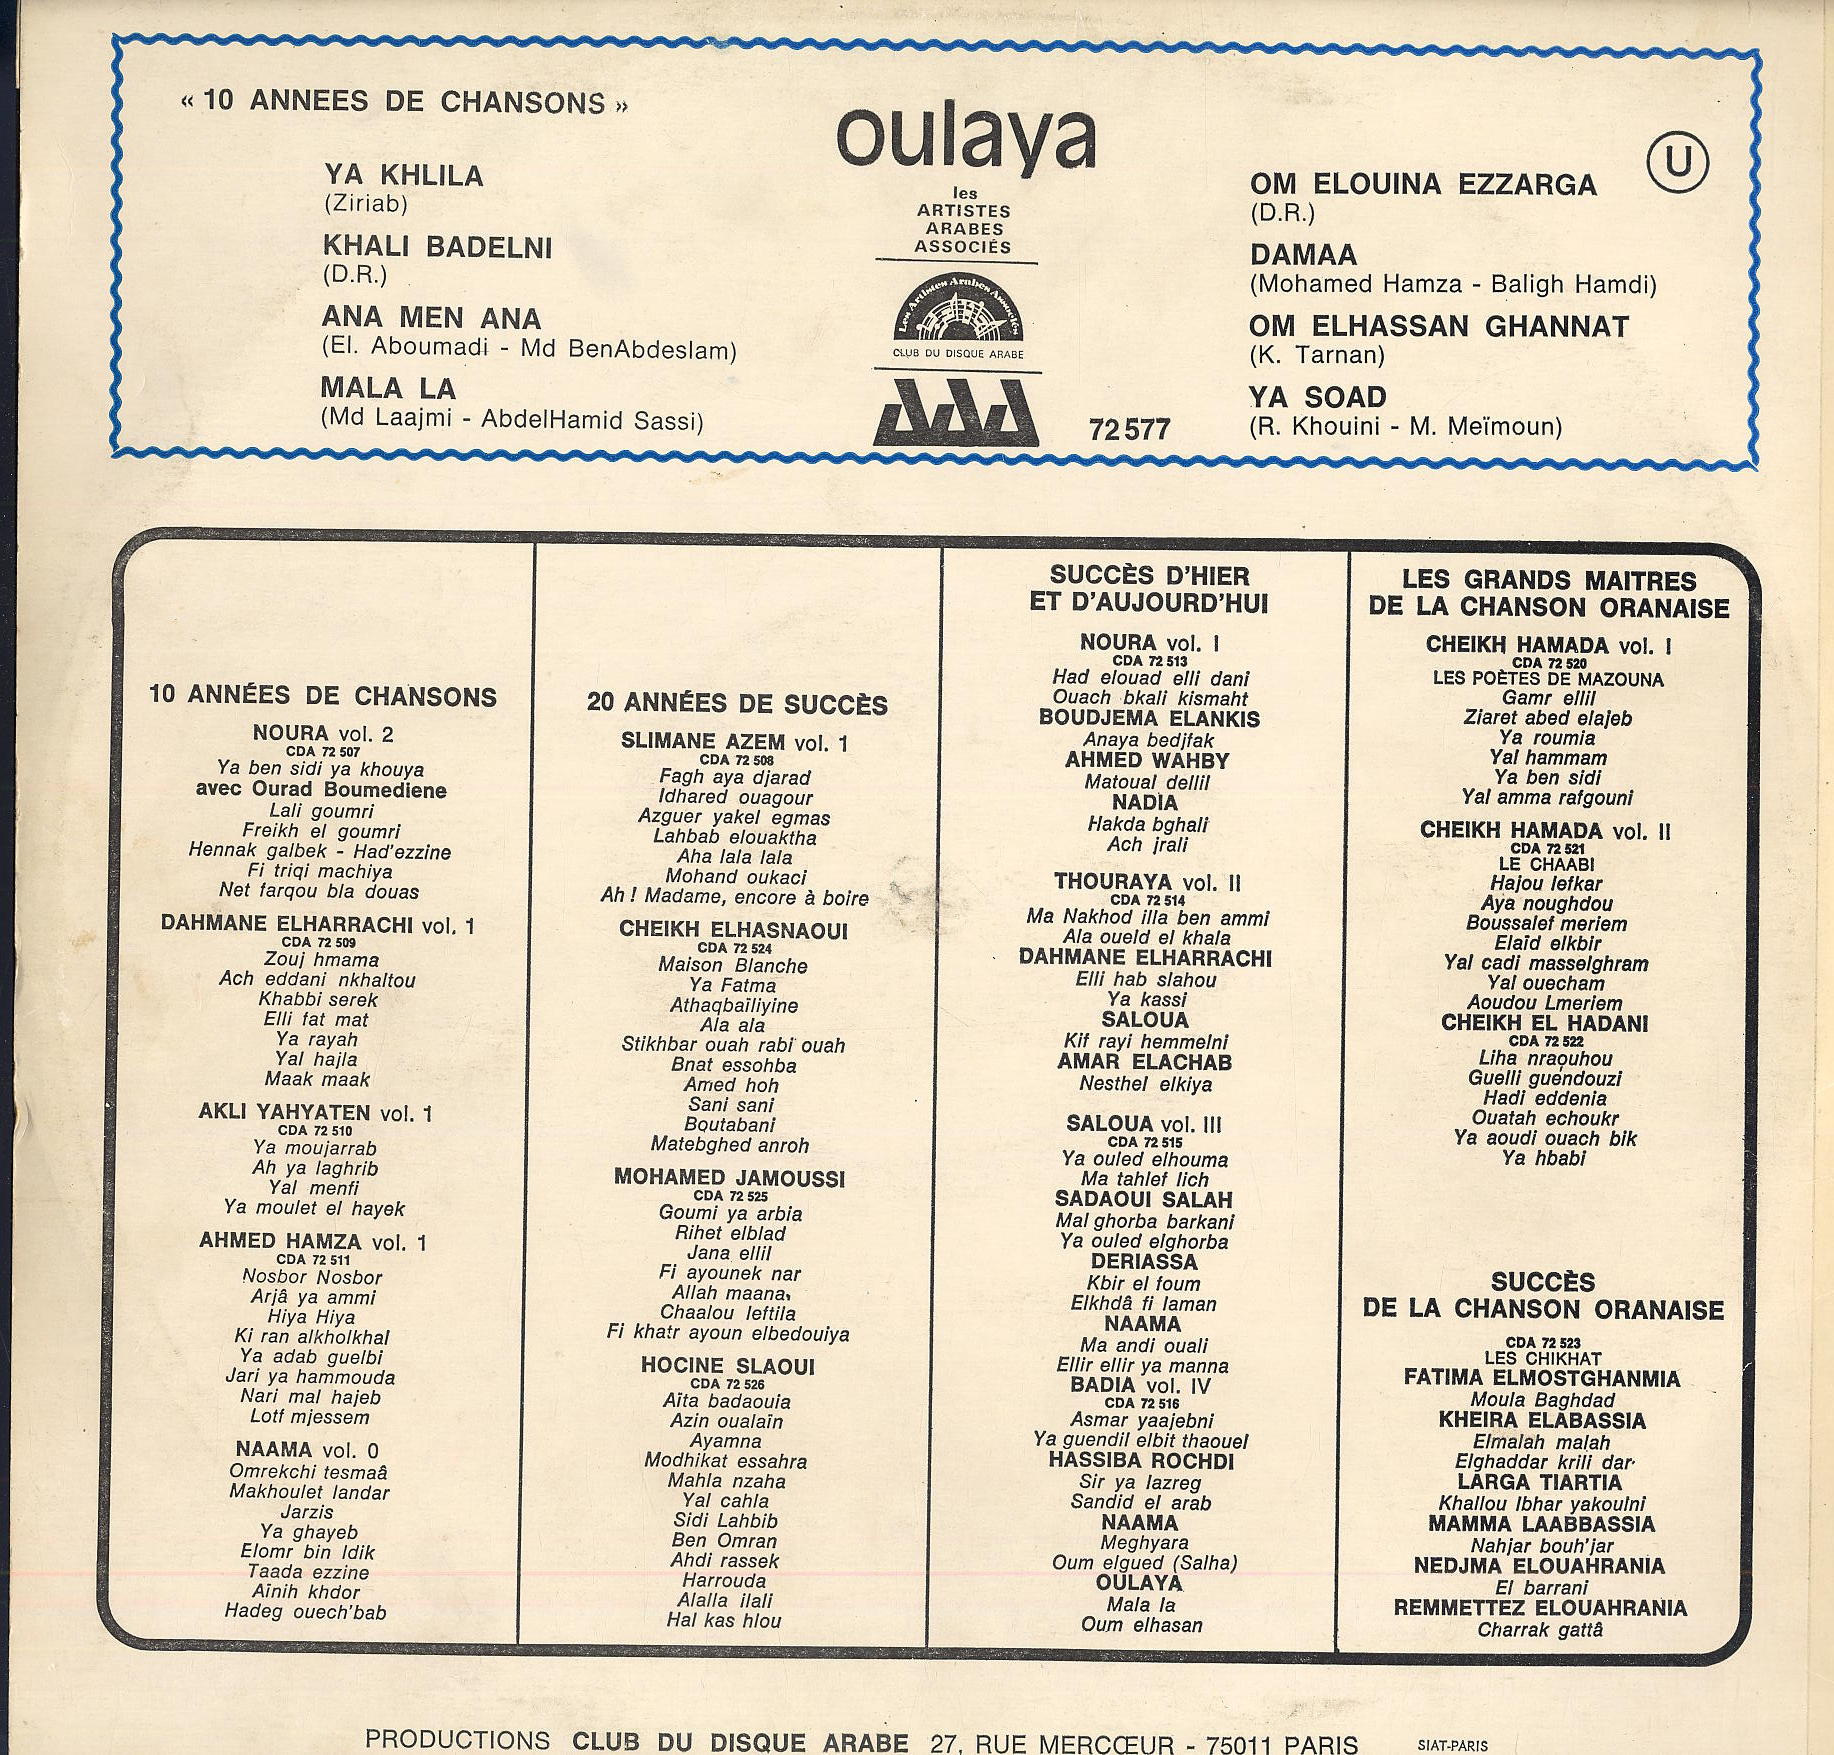 « 10 ANNEES DE CHANSONS »
YA KHLILA
(Ziriab)
KHALI BADELNI
(D.R.)
ANA MEN ANA
(El. Aboumadi - Md BenAbdeslam)
MALA LA
(Md Laajmi - AbdelHamid Sassi)
oulaya
les
ARTISTES
ARABES
ASSOCIÉS
Les Artistes Arabes Associés
CLUB DU DISQUE ARABE
AAA
72 577
U
OM ELOUINA EZZARGA
(D.R.)
DAMAA
(Mohamed Hamza - Baligh Hamdi)
OM ELHASSAN GHANNAT
(K. Tarnan)
YA SOAD
(R. Khouini - M. Meïmoun)
10 ANNÉES DE CHANSONS
NOURA vol. 2
CDA 72 507
Ya ben sidi ya khouya
avec Ourad Boumediene
Lali goumri
Freikh el goumri
Hennak galbek - Had'ezzine
Fi triqi machiya
Net farqou bla douas
DAHMANE ELHARRACHI vol. 1
CDA 72 509
Zouj hmama
Ach eddani nkhaltou
Khabbi serek
Elli fat mat
Ya rayah
Yal hajla
Maak maak
AKLI YAHYATEN vol. 1
CDA 72 510
Ya moujarrab
Ah ya laghrib
Yal menfi
Ya moulet el hayek
AHMED HAMZA vol. 1
CDA 72 511
Nosbor Nosbor
Arjâ ya ammi
Hiya Hiya
Ki ran alkholkhal
Ya adab guelbi
Jari ya hammouda
Nari mal hajeb
Lotf mjessem
NAAMA vol. 0
Omrekchi tesmaâ
Makhoulet landar
Jarzis
Ya ghayeb
Elomr bin Idik
Taada ezzine
Aïnih khdor
Hadeg ouech'bab
20 ANNÉES DE SUCCÈS
SLIMANE AZEM vol. 1
CDA 72 508
Fagh aya djarad
Idhared ouagour
Azguer yakel egmas
Lahbab elouaktha
Aha lala lala
Mohand oukaci
Ah ! Madame, encore à boire
CHEIKH ELHASNAOUI
CDA 72 524
Maison Blanche
Ya Fatma
Athaqbaïliyine
Ala ala
Stikhbar ouah rabi ouah
Bnat essohba
Amed hoh
Sani sani
Boutabani
Matebghed anroh
MOHAMED JAMOUSSI
CDA 72 525
Goumi ya arbia
Rihet elblad
Jana ellil
Fi ayounek nar
Allah maana
Chaalou leftila
Fi khatr ayoun elbedouiya
HOCINE SLAOUI
CDA 72 526
Aïta badaouia
Azin oualaïn
Ayamna
Modhikat essahra
Mahla nzaha
Yal cahla
Sidi Lahbib
Ben Omran
Ahdi rassek
Harrouda
Alalla ilali
Hal kas hlou
SUCCÈS D'HIER
ET D'AUJOURD'HUI
NOURA vol. I
CDA 72 513
Had elouad elli dani
Ouach bkali kismaht
BOUDJEMA ELANKIS
Anaya bedjfak
AHMED WAHBY
Matoual dellil
NADIA
Hakda bghali
Ach jrali
THOURAYA vol. II
CDA 72 514
Ma Nakhod illa ben ammi
Ala oueld el khala
DAHMANE ELHARRACHI
Elli hab slahou
Ya kassi
SALOUA
Kif rayi hemmelni
AMAR ELACHAB
Nesthel elkiya
SALOUA vol. III
CDA 72 515
Ya ouled elhouma
Ma tahlef lich
SADAOUI SALAH
Mal ghorba barkani
Ya ouled elghorba
DERIASSA
Kbir el foum
Elkhdâ fi laman
NAAMA
Ma andi ouali
Ellir ellir ya manna
BADIA vol. IV
CDA 72 516
Asmar yaajebni
Ya guendil elbit thaouel
HASSIBA ROCHDI
Sir ya lazreg
Sandid el arab
NAAMA
Meghyara
Oum elgued (Salha)
OULAYA
Mala la
Oum elhasan
LES GRANDS MAITRES
DE LA CHANSON ORANAISE
CHEIKH HAMADA vol. I
CDA 72 520
LES POÈTES DE MAZOUNA
Gamr ellil
Ziaret abed elajeb
Ya roumia
Yal hammam
Ya ben sidi
Yal amma rafgouni
CHEIKH HAMADA vol. II
CDA 72 521
LE CHAABI
Hajou lefkar
Aya noughdou
Boussalef meriem
Elaïd elkbir
Yal cadi masselghram
Yal ouecham
Aoudou Lmeriem
CHEIKH EL HADANI
CDA 72 522
Liha nraouhou
Guelli guendouzi
Hadi eddenia
Ouatah echoukr
Ya aoudi ouach bik
Ya hbabi
SUCCÈS
DE LA CHANSON ORANAISE
CDA 72 523
LES CHIKHAT
FATIMA ELMOSTGHANMIA
Moula Baghdad
KHEIRA ELABASSIA
Elmalah malah
Elghaddar krili dar
LARGA TIARTIA
Khallou lbhar yakoulni
MAMMA LAABBASSIA
Nahjar bouh'jar
NEDJMA ELOUAHRANIA
El barrani
REMMETTEZ ELOUAHRANIA
Charrak gattâ
PRODUCTIONS CLUB DU DISQUE ARABE 27, RUE MERCŒUR - 75011 PARIS SIAT-PARIS